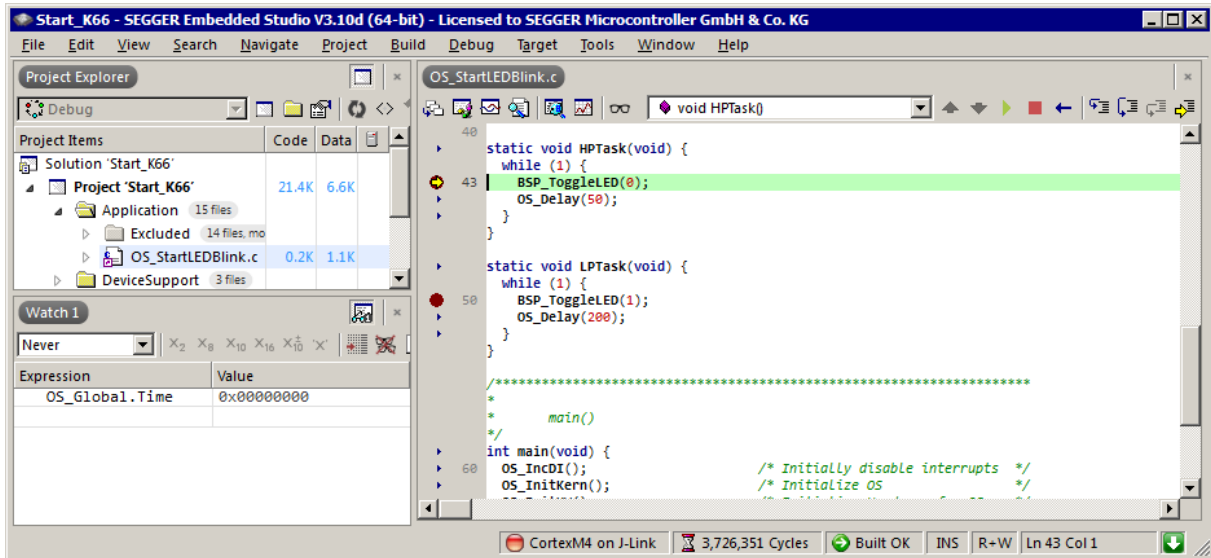 Start_K66 - SEGGER Embedded Studio V3.10d (64-bit) - Licensed to SEGGER Microcontroller GmbH & Co. KG
File Edit View Search Navigate Project Build Debug Target Tools Window Help
Project Explorer
Debug
Project Items Code Data
Solution 'Start_K66'
Project 'Start_K66' 21.4K 6.6K
Application 15 files
Excluded 14 files, mo
OS_StartLEDBlink.c 0.2K 1.1K
DeviceSupport 3 files
Watch 1
Never x2 x8 x10 x16 x±10 'x'
Expression Value
OS_Global.Time 0x00000000
OS_StartLEDBlink.c
void HPTask()
40
static void HPTask(void) {
while (1) {
43 BSP_ToggleLED(0);
OS_Delay(50);
}
}
static void LPTask(void) {
while (1) {
50 BSP_ToggleLED(1);
OS_Delay(200);
}
}
/*********************************************************************
*
* main()
*/
int main(void) {
60 OS_IncDI(); /* Initially disable interrupts */
OS_InitKern(); /* Initialize OS */
CortexM4 on J-Link 3,726,351 Cycles Built OK INS R+W Ln 43 Col 1